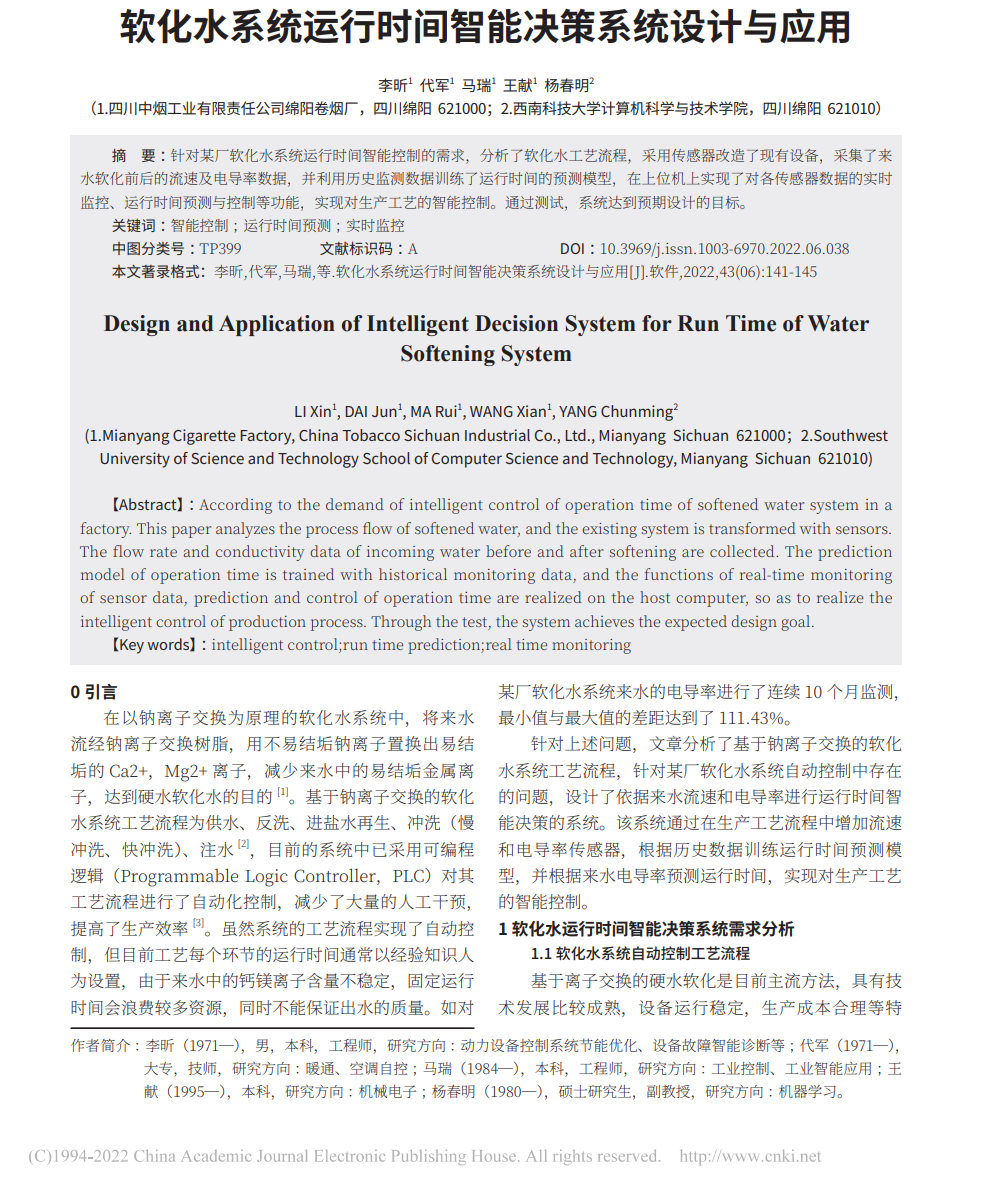 软化水系统运行时间智能决策系统设计与应用
李昕1 代军1 马瑞1 王献1 杨春明2
（1.四川中烟工业有限责任公司绵阳卷烟厂，四川绵阳 621000；2.西南科技大学计算机科学与技术学院，四川绵阳 621010）
摘 要：针对某厂软化水系统运行时间智能控制的需求，分析了软化水工艺流程，采用传感器改造了现有设备，采集了来
水软化前后的流速及电导率数据，并利用历史监测数据训练了运行时间的预测模型，在上位机上实现了对各传感器数据的实时
监控、运行时间预测与控制等功能，实现对生产工艺的智能控制。通过测试，系统达到预期设计的目标。
关键词：智能控制；运行时间预测；实时监控
中图分类号：TP399 文献标识码：A DOI：10.3969/j.issn.1003-6970.2022.06.038
本文著录格式：李昕,代军,马瑞,等.软化水系统运行时间智能决策系统设计与应用[J].软件,2022,43(06):141-145
Design and Application of Intelligent Decision System for Run Time of Water
Softening System
LI Xin1, DAI Jun1, MA Rui1, WANG Xian1, YANG Chunming2
(1.Mianyang Cigarette Factory, China Tobacco Sichuan Industrial Co., Ltd., Mianyang Sichuan 621000；2.Southwest
University of Science and Technology School of Computer Science and Technology, Mianyang Sichuan 621010)
【Abstract】：According to the demand of intelligent control of operation time of softened water system in a
factory. This paper analyzes the process flow of softened water, and the existing system is transformed with sensors.
The flow rate and conductivity data of incoming water before and after softening are collected. The prediction
model of operation time is trained with historical monitoring data, and the functions of real-time monitoring
of sensor data, prediction and control of operation time are realized on the host computer, so as to realize the
intelligent control of production process. Through the test, the system achieves the expected design goal.
【Key words】：intelligent control;run time prediction;real time monitoring
0 引言
在以钠离子交换为原理的软化水系统中，将来水
流经钠离子交换树脂，用不易结垢钠离子置换出易结
垢的 Ca2+，Mg2+ 离子，减少来水中的易结垢金属离
子，达到硬水软化水的目的 [1]。基于钠离子交换的软化
水系统工艺流程为供水、反洗、进盐水再生、冲洗（慢
冲洗、快冲洗）、注水 [2]，目前的系统中已采用可编程
逻辑（Programmable Logic Controller，PLC）对其
工艺流程进行了自动化控制，减少了大量的人工干预，
提高了生产效率 [3]。虽然系统的工艺流程实现了自动控
制，但目前工艺每个环节的运行时间通常以经验知识人
为设置，由于来水中的钙镁离子含量不稳定，固定运行
时间会浪费较多资源，同时不能保证出水的质量。如对
某厂软化水系统来水的电导率进行了连续 10 个月监测，
最小值与最大值的差距达到了 111.43%。
针对上述问题，文章分析了基于钠离子交换的软化
水系统工艺流程，针对某厂软化水系统自动控制中存在
的问题，设计了依据来水流速和电导率进行运行时间智
能决策的系统。该系统通过在生产工艺流程中增加流速
和电导率传感器，根据历史数据训练运行时间预测模
型，并根据来水电导率预测运行时间，实现对生产工艺
的智能控制。
1 软化水运行时间智能决策系统需求分析
1.1 软化水系统自动控制工艺流程
基于离子交换的硬水软化是目前主流方法，具有技
术发展比较成熟，设备运行稳定，生产成本合理等特
作者简介：李昕（1971—），男，本科，工程师，研究方向：动力设备控制系统节能优化、设备故障智能诊断等；代军（1971—），
大专，技师，研究方向：暖通、空调自控；马瑞（1984—），本科，工程师，研究方向：工业控制、工业智能应用；王
献（1995—），本科，研究方向：机械电子；杨春明（1980—），硕士研究生，副教授，研究方向：机器学习。
(C)1994-2022 China Academic Journal Electronic Publishing House. All rights reserved. http://www.cnki.net